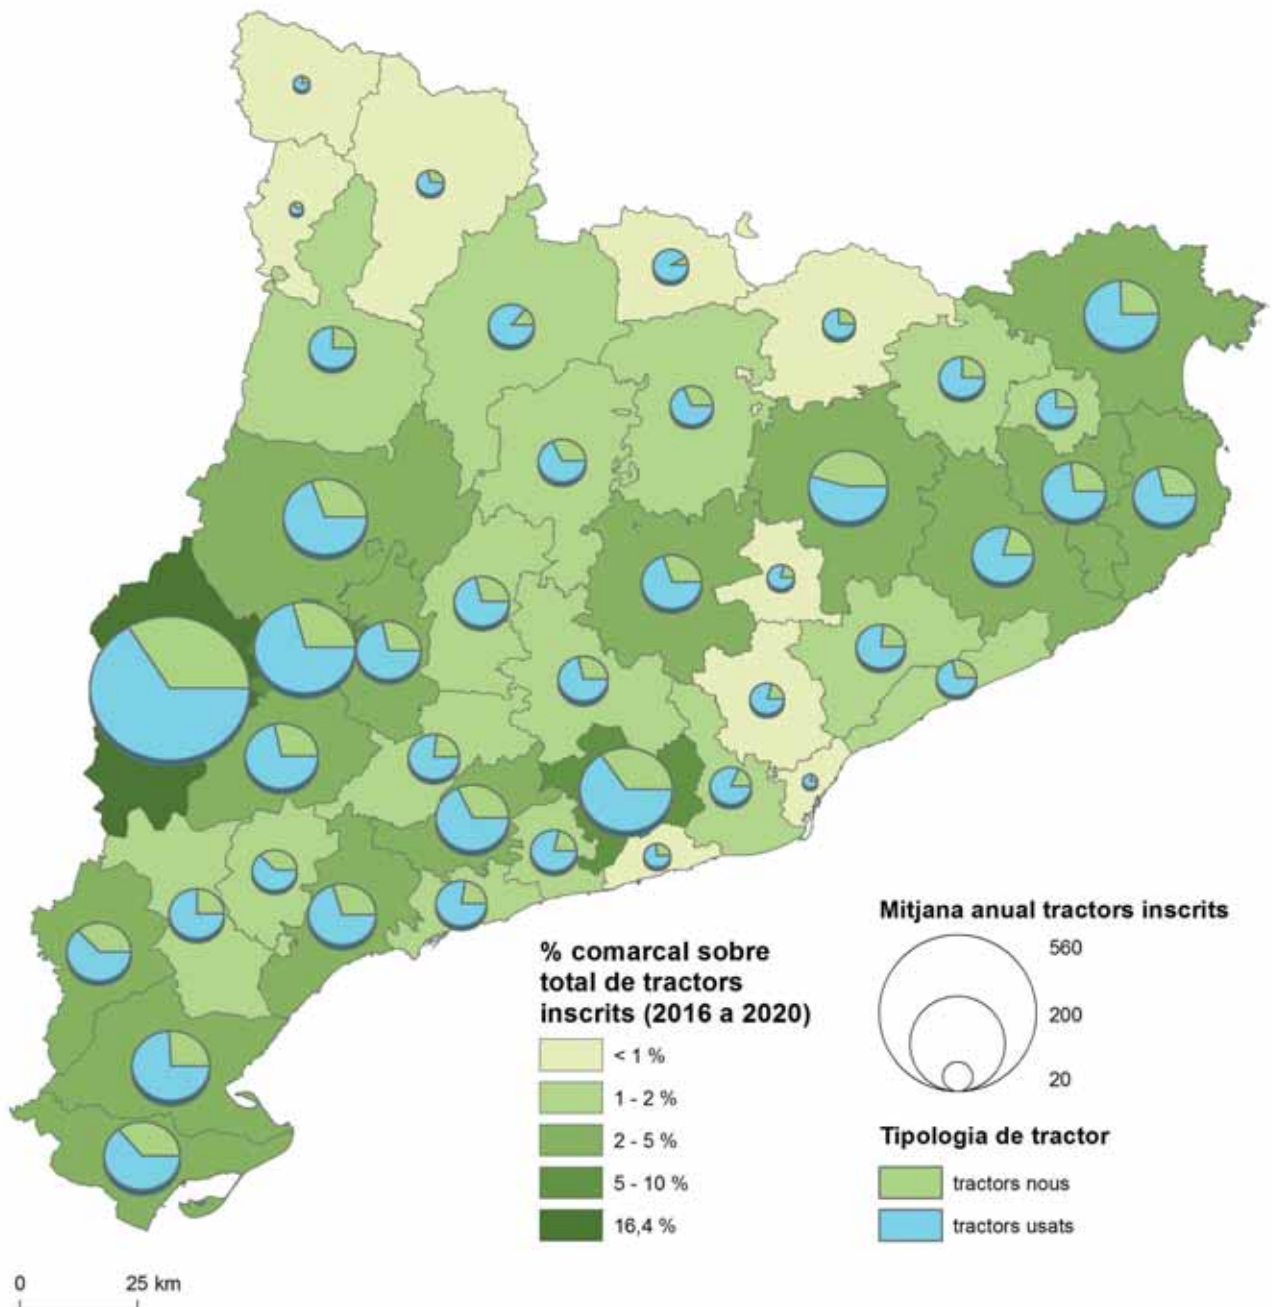 % comarcal sobre
total de tractors
inscrits (2016 a 2020)
< 1 %
1 - 2 %
2 - 5 %
5 - 10 %
16,4 %
Mitjana anual tractors inscrits
560
200
20
Tipologia de tractor
tractors nous
tractors usats
0 25 km